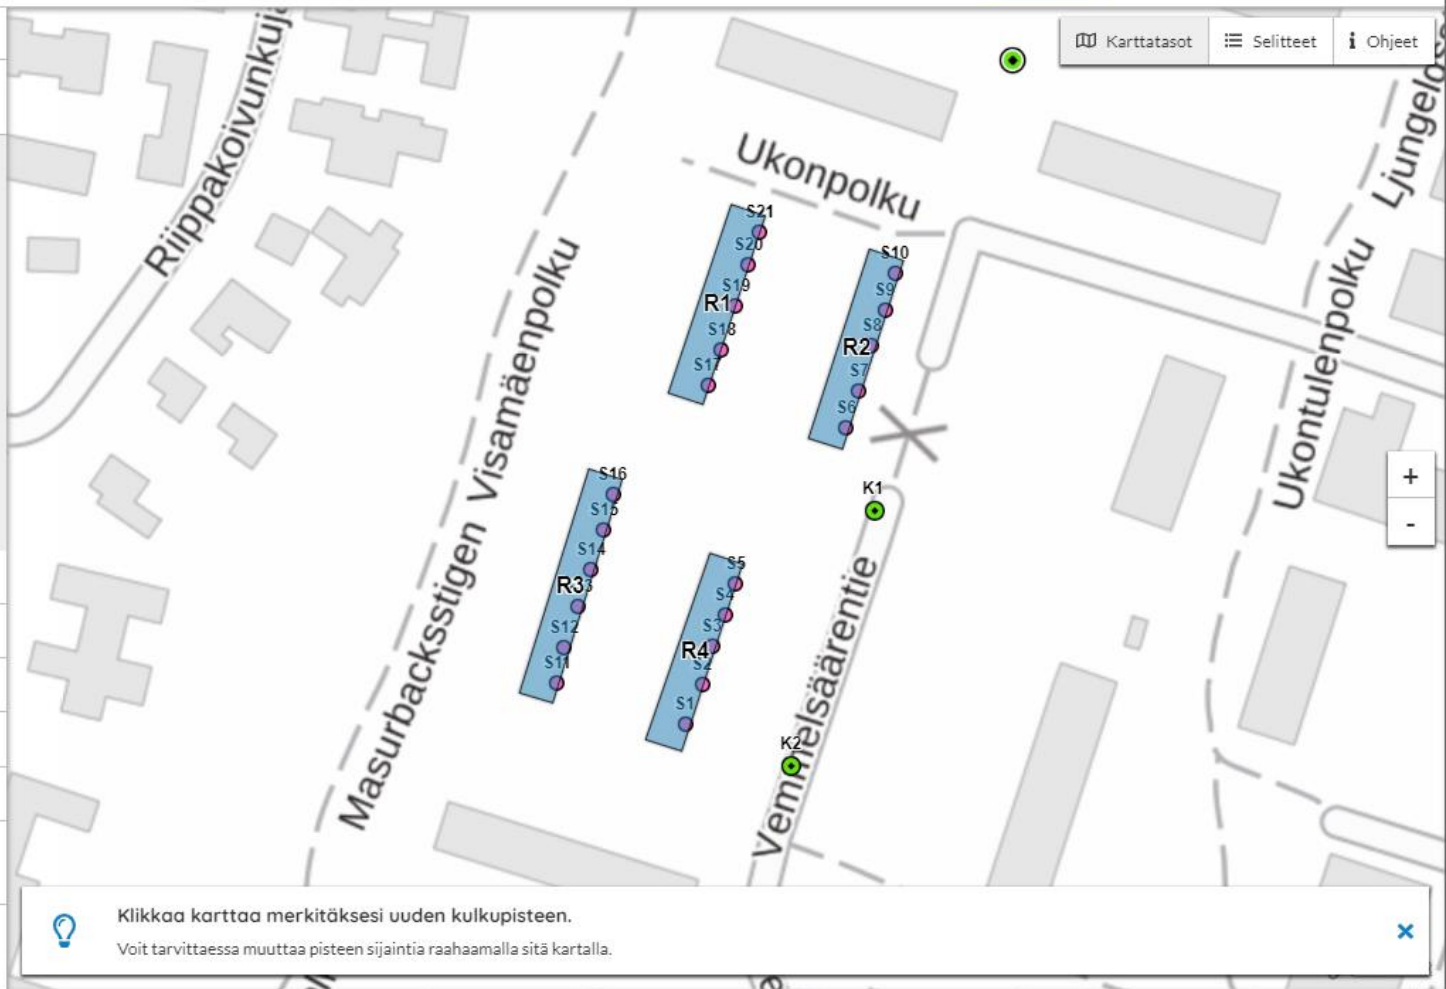 Karttatasot
Selitteet
Ohjeet
Riippakoivunkuja
Ljungelo
Ukonpolku
S21
S20
S19
R1
S18
S17
S10
S9
S8
R2
S7
S6
Visamäenpolku
Masurbacksstigen
Ukontulenpolku
+
-
S16
S15
S14
R3
S12
S11
K1
S5
S4
S3
R4
S2
S1
K2
Vemmelsäärentie
Klikkaa karttaa merkitäksesi uuden kulkupisteen.
Voit tarvittaessa muuttaa pisteen sijaintia raahaamalla sitä kartalla.